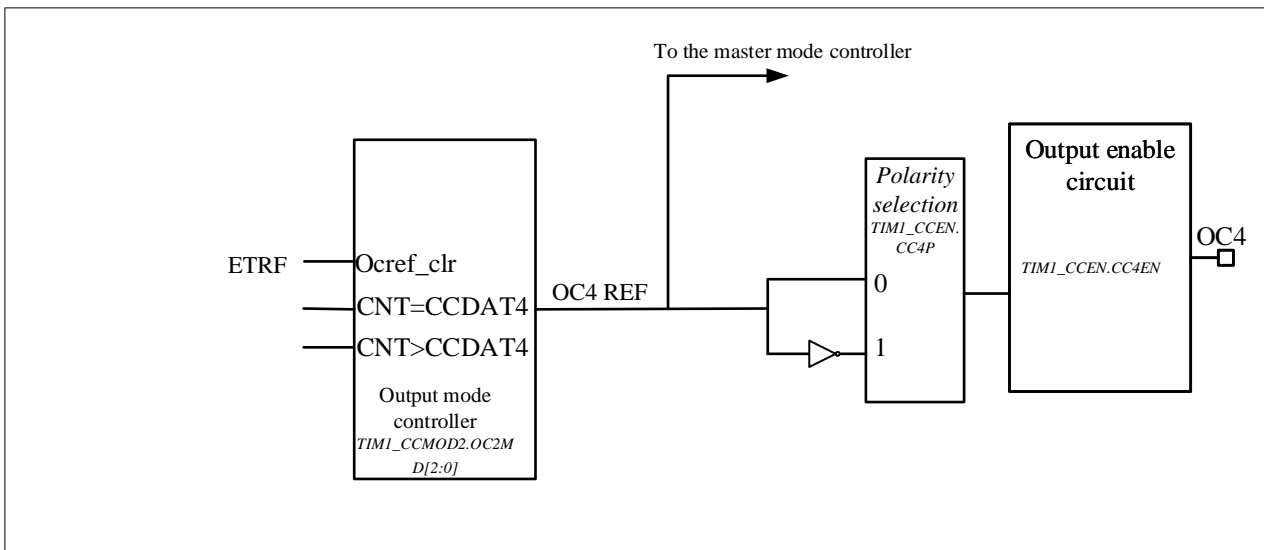 To the master mode controller
Output enable
circuit
Polarity
selection
TIM1_CCEN.
CC4P
OC4
ETRF
Ocref_clr
TIM1_CCEN.CC4EN
0
OC4 REF
CNT=CCDAT4
CNT>CCDAT4
1
Output mode
controller
TIM1_CCMOD2.OC2M
D[2:0]